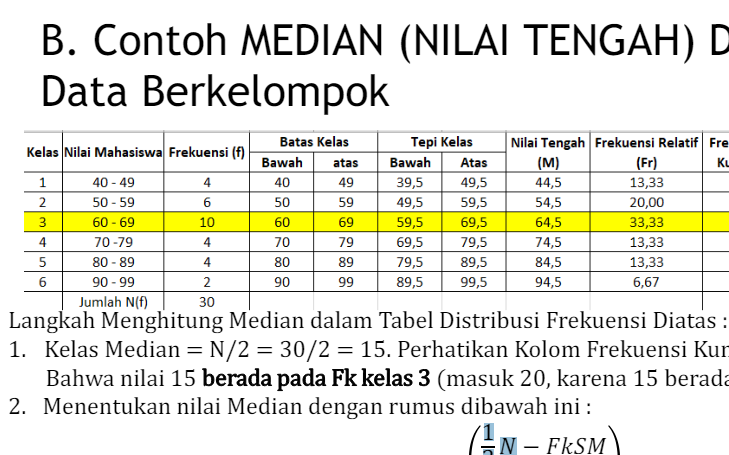 B. Contoh MEDIAN (NILAI TENGAH) D
Data Berkelompok
Kelas Nilai Mahasiswa Frekuensi (f) Batas Kelas Tepi Kelas Nilai Tengah Frekuensi Relatif Fre
Bawah atas Bawah Atas (M) (Fr) Ku
1 40 - 49 4 40 49 39,5 49,5 44,5 13,33
2 50 - 59 6 50 59 49,5 59,5 54,5 20,00
3 60 - 69 10 60 69 59,5 69,5 64,5 33,33
4 70 -79 4 70 79 69,5 79,5 74,5 13,33
5 80 - 89 4 80 89 79,5 89,5 84,5 13,33
6 90 - 99 2 90 99 89,5 99,5 94,5 6,67
Jumlah N(f) 30
Langkah Menghitung Median dalam Tabel Distribusi Frekuensi Diatas :
1. Kelas Median = N/2 = 30/2 = 15. Perhatikan Kolom Frekuensi Kum
Bahwa nilai 15 berada pada Fk kelas 3 (masuk 20, karena 15 berada
2. Menentukan nilai Median dengan rumus dibawah ini :
(1/2 N − FkSM)